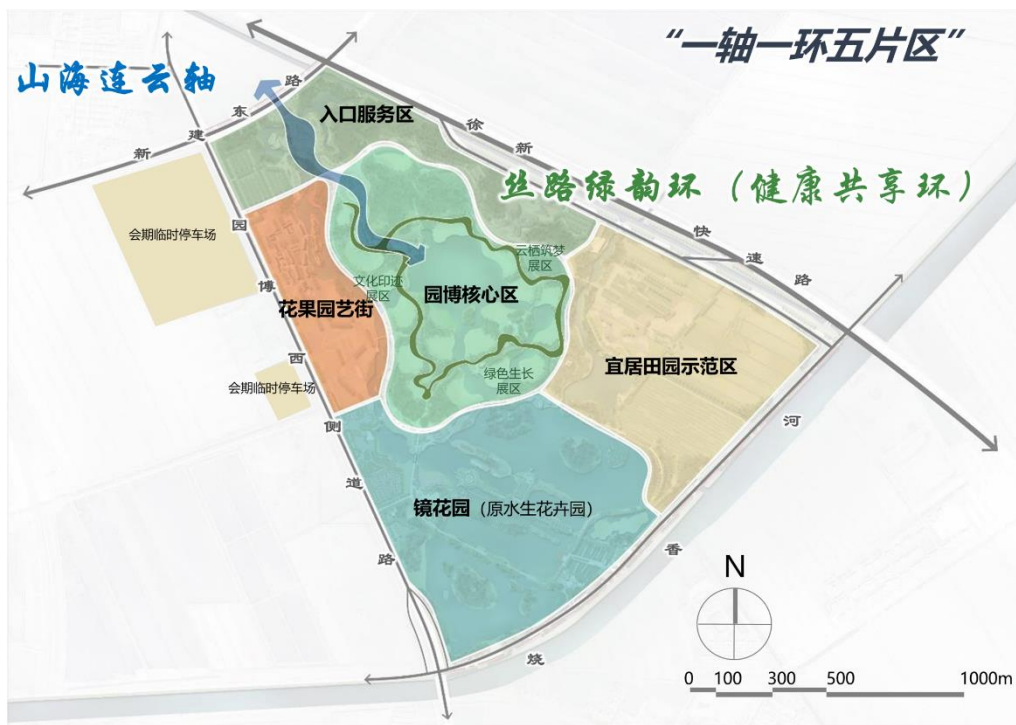 “一轴一环五片区”
山海连云轴
入口服务区
新建东路
徐新快速路
丝路绿韵环（健康共享环）
会期临时停车场
园博西侧道路
云栖筑梦
展区
文化印迹
展区
园博核心区
花果园艺街
绿色生长
展区
宜居田园示范区
会期临时停车场
镜花园（原水生花卉园）
烧香河
N
0 100 300 500 1000m